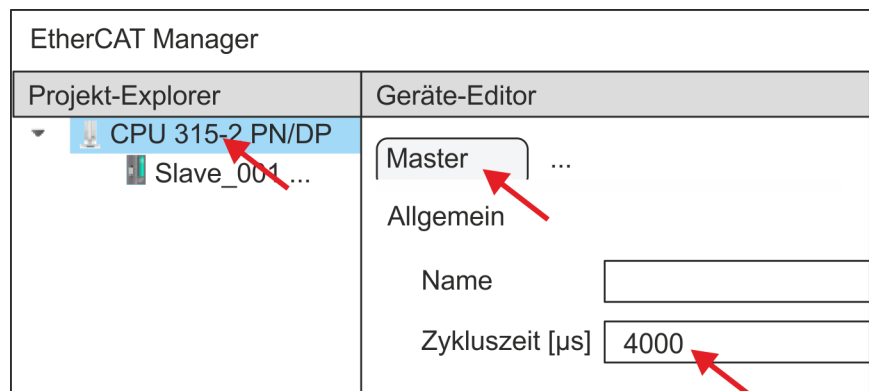 EtherCAT Manager
Projekt-Explorer
Geräte-Editor
CPU 315-2 PN/DP
Slave_001 ...
Master ...
Allgemein
Name
Zykluszeit [µs] 4000